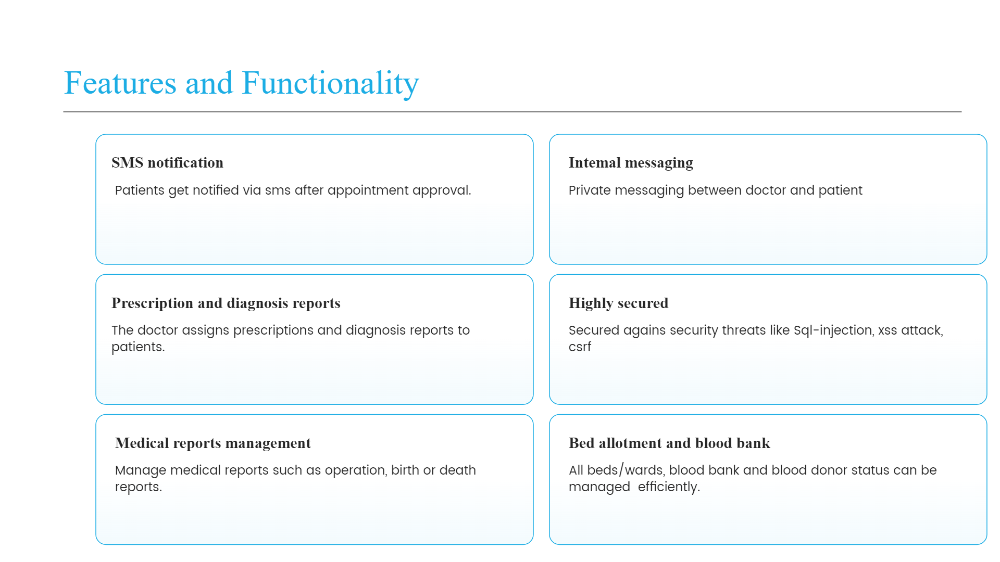 Features and Functionality
SMS notification
Patients get notified via sms after appointment approval.
Intemal messaging
Private messaging between doctor and patient
Prescription and diagnosis reports
The doctor assigns prescriptions and diagnosis reports to
patients.
Highly secured
Secured agains security threats like Sql-injection, xss attack,
csrf
Medical reports management
Manage medical reports such as operation, birth or death
reports.
Bed allotment and blood bank
All beds/wards, blood bank and blood donor status can be
managed  efficiently.